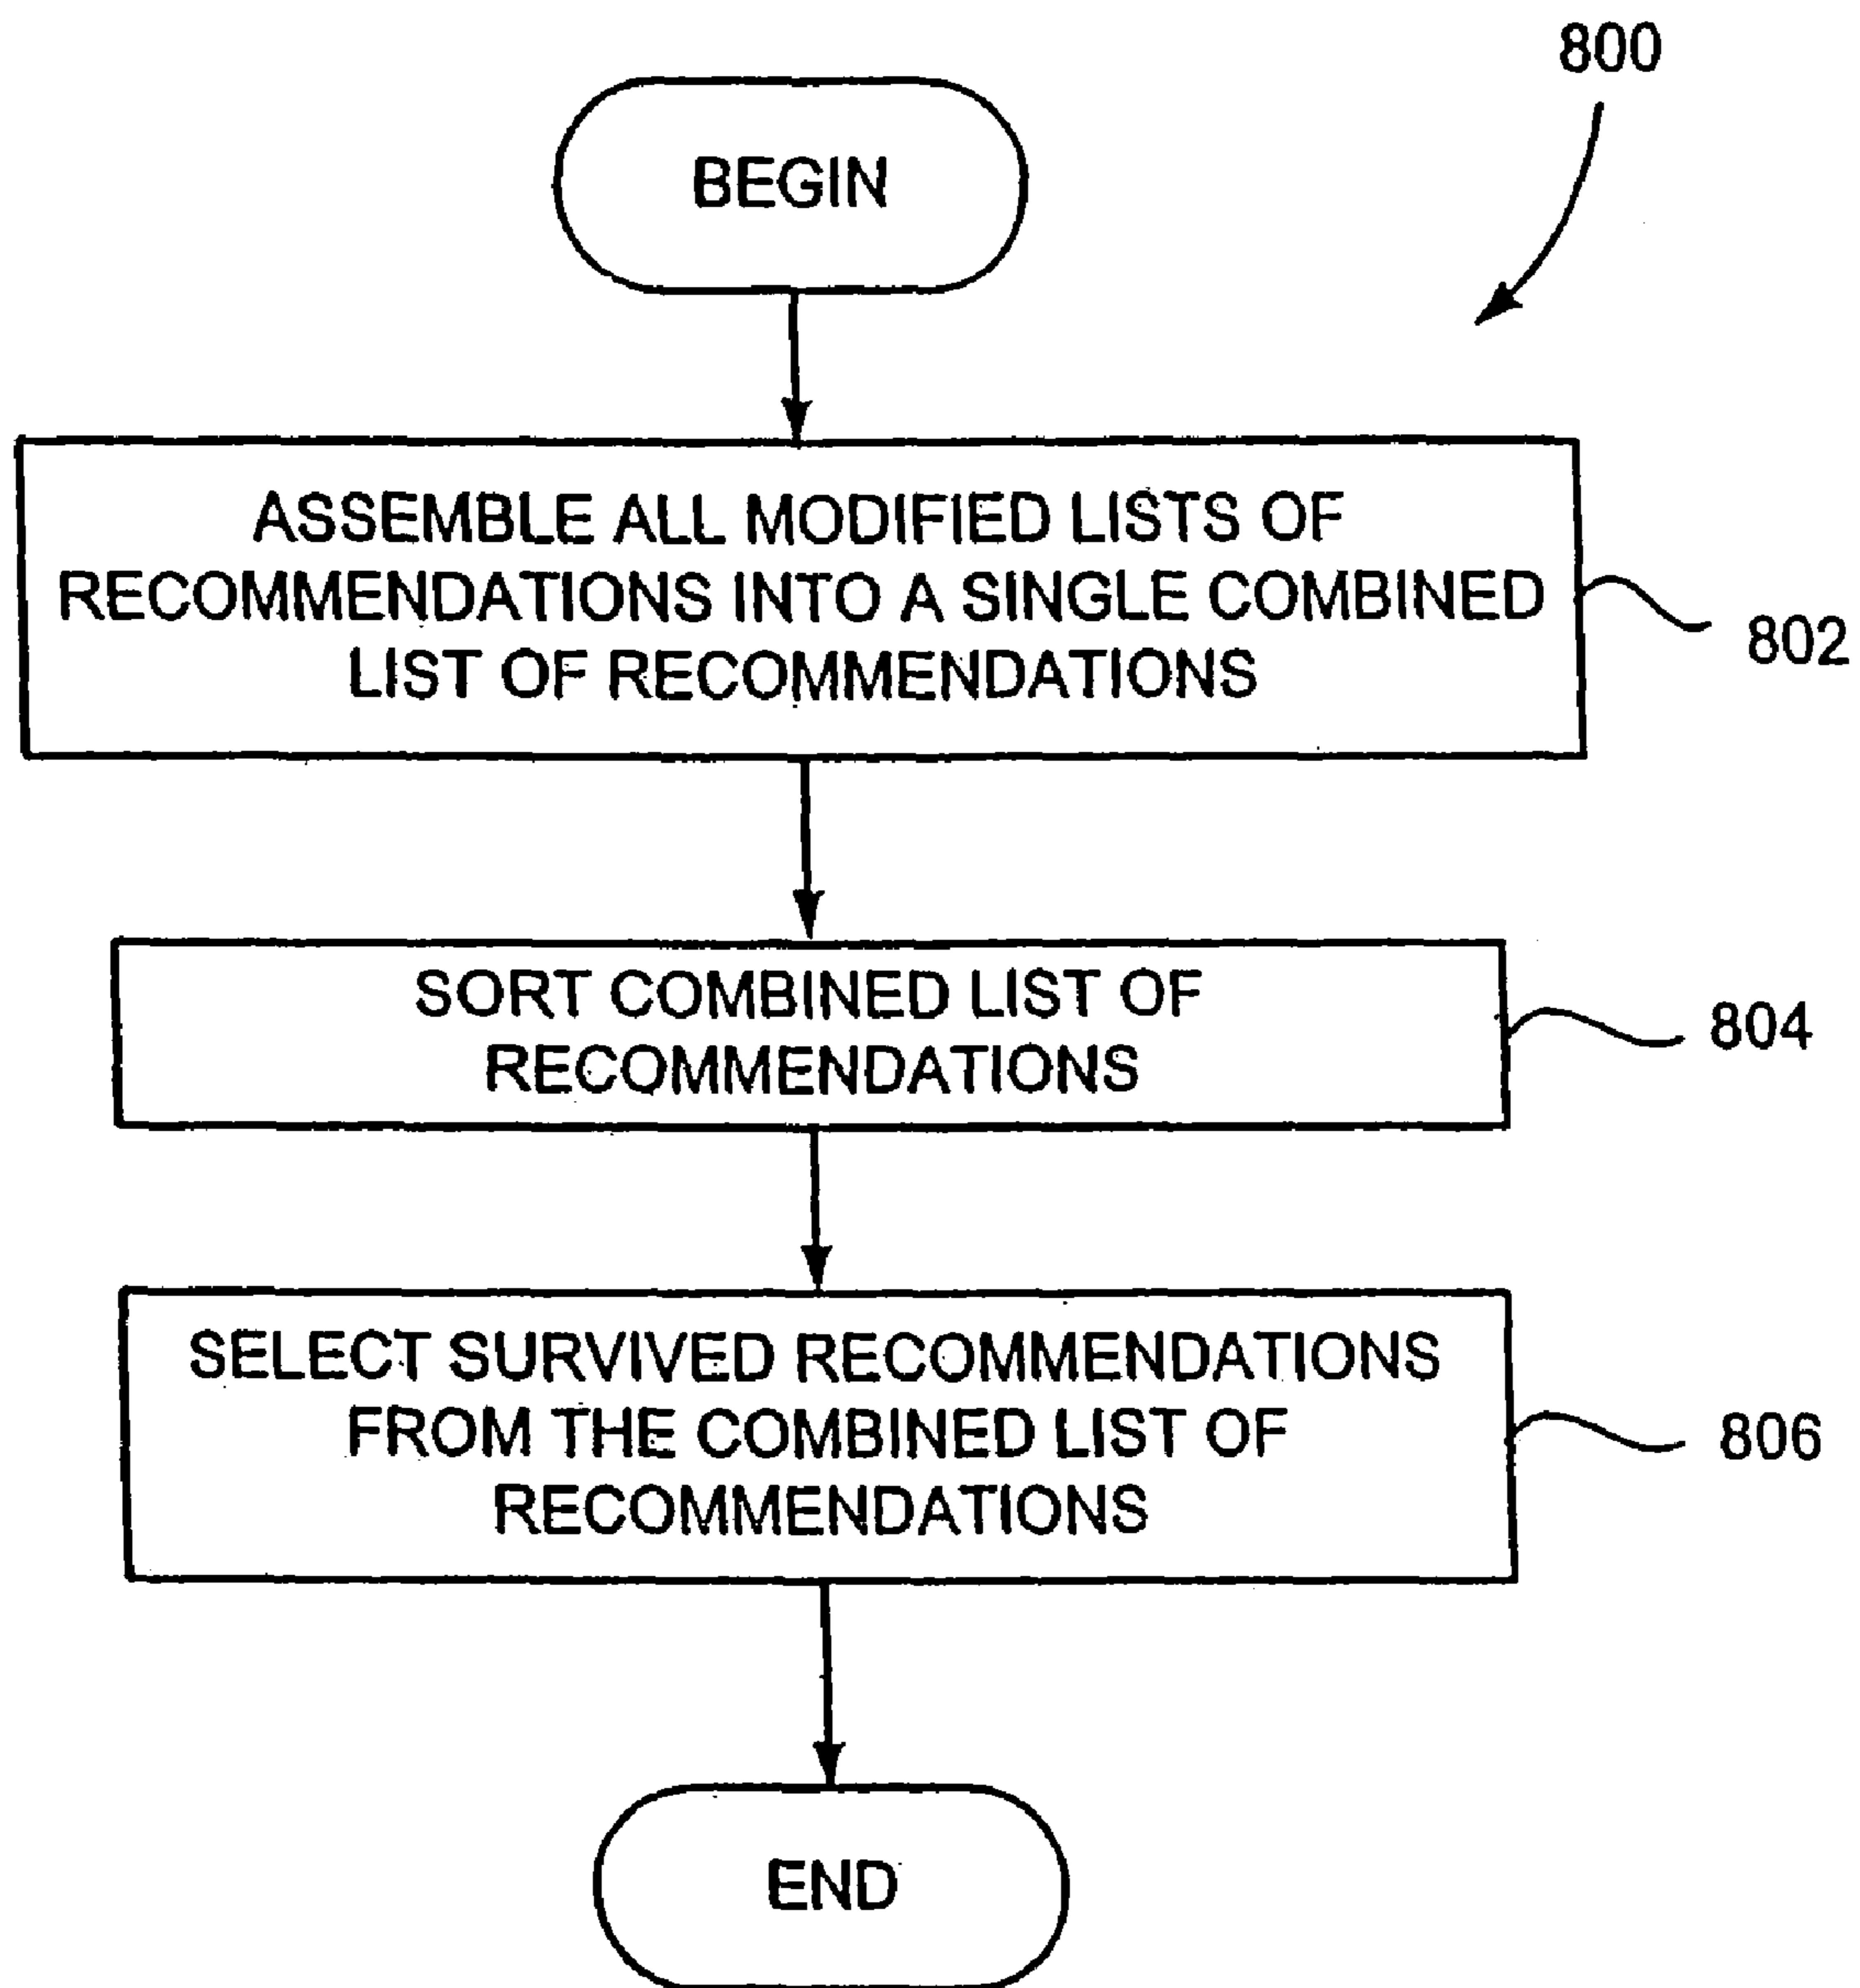 800
BEGIN
ASSEMBLE ALL MODIFIED LISTS OF
RECOMMENDATIONS INTO A SINGLE COMBINED
LIST OF RECOMMENDATIONS
802
SORT COMBINED LIST OF
RECOMMENDATIONS
804
SELECT SURVIVED RECOMMENDATIONS
FROM THE COMBINED LIST OF
RECOMMENDATIONS
806
END